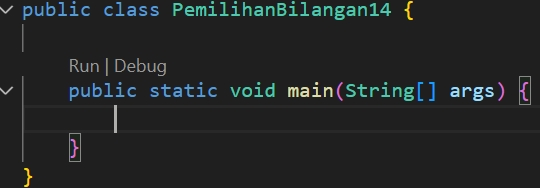 public class PemilihanBilangan14 {
Run | Debug
public static void main(String[] args) {
}
}